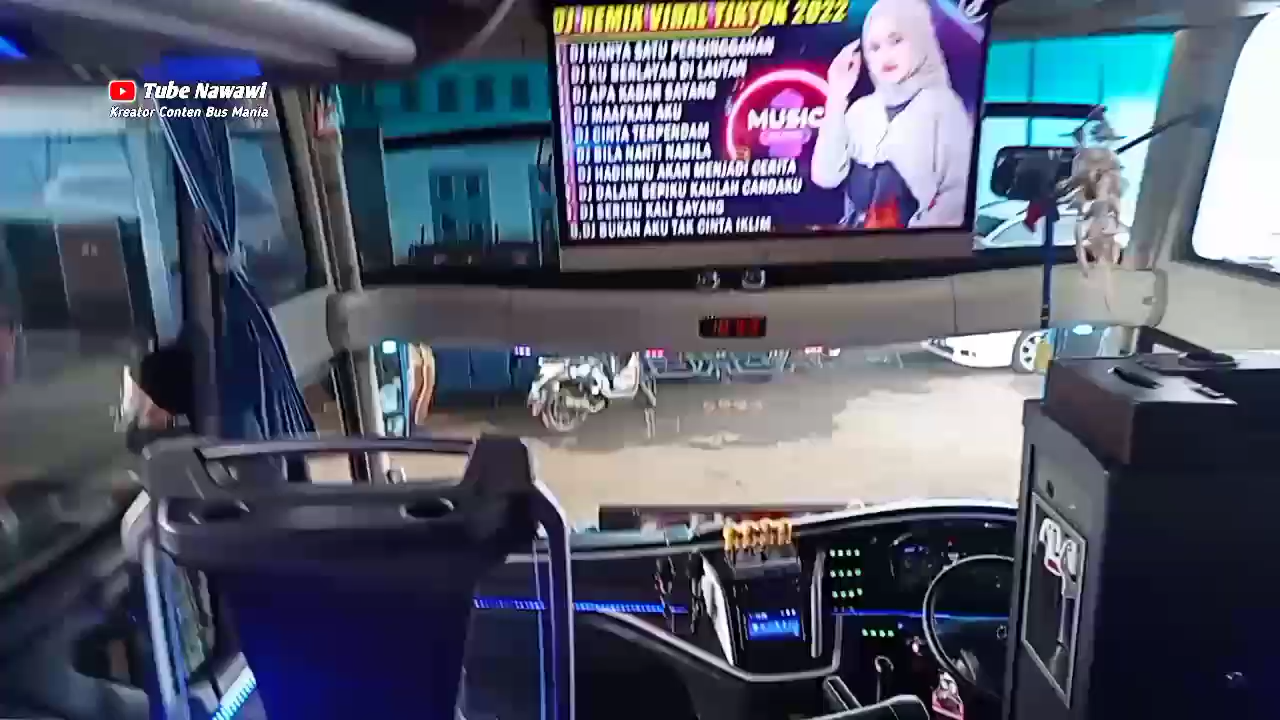 DJ REMIX VIRAL TIKTOK 2022
DJ HANYA SATU PERSINGGAHAN
DJ KU BERLAYAR DI LAUTAN
DJ APA KABAR SAYANG
DJ MAAFKAN AKU
DJ CINTA TERPENDAM
DJ BILA NANTI NABILA
DJ HADIRMU AKAN MENJADI CERITA
DJ DALAM SEPIKU KAULAH CANDAKU
DJ SERIBU KALI SAYANG
DJ BUKAN AKU TAK CINTA IKLIM
MUSIC
Tube Nawawi
Kreator Conten Bus Mania